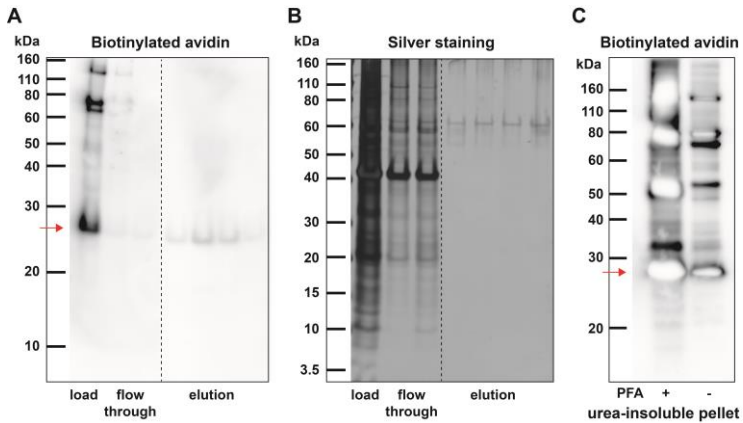 A
Biotinylated avidin
kDa
160
110
80
60
50
40
30
20
10
load
flow
through
elution
B
Silver staining
kDa
160
110
80
60
50
40
30
20
15
10
3.5
load
flow
through
elution
C
Biotinylated avidin
kDa
160
110
80
60
50
40
30
20
PFA + -
urea-insoluble pellet